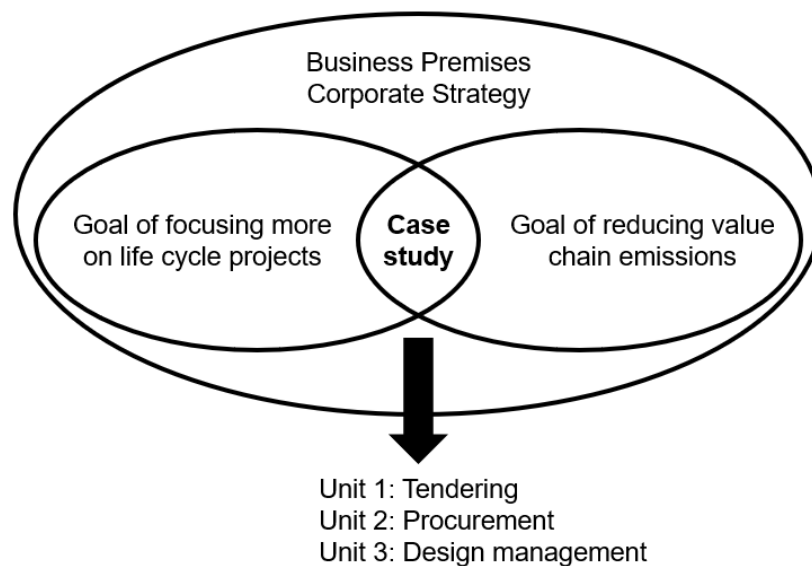 Business Premises
Corporate Strategy
Goal of focusing more
on life cycle projects
Case
study
Goal of reducing value
chain emissions
Unit 1: Tendering
Unit 2: Procurement
Unit 3: Design management